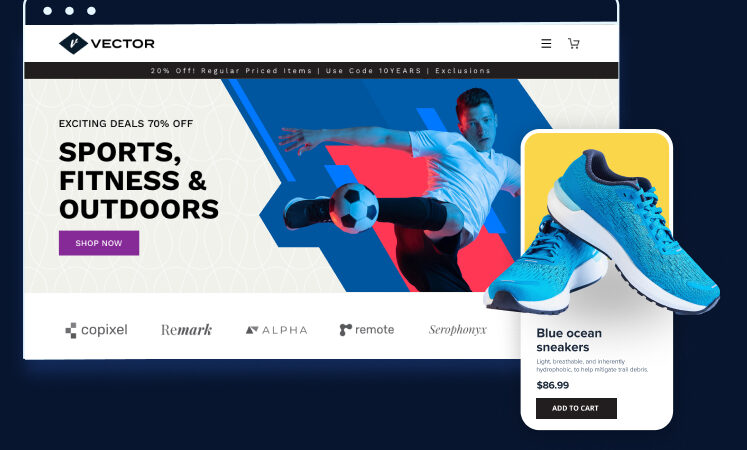 VECTOR
20% Off! Regular Priced Items | Use Code 10YEARS | Exclusions
EXCITING DEALS 70% OFF
SPORTS,
FITNESS &
OUTDOORS
SHOP NOW
copixel
Remark
ALPHA
remote
Serophonyx
Blue ocean
sneakers
Light, breathable, and inherently
hydrophobic, to help mitigate trail debris.
$86.99
ADD TO CART